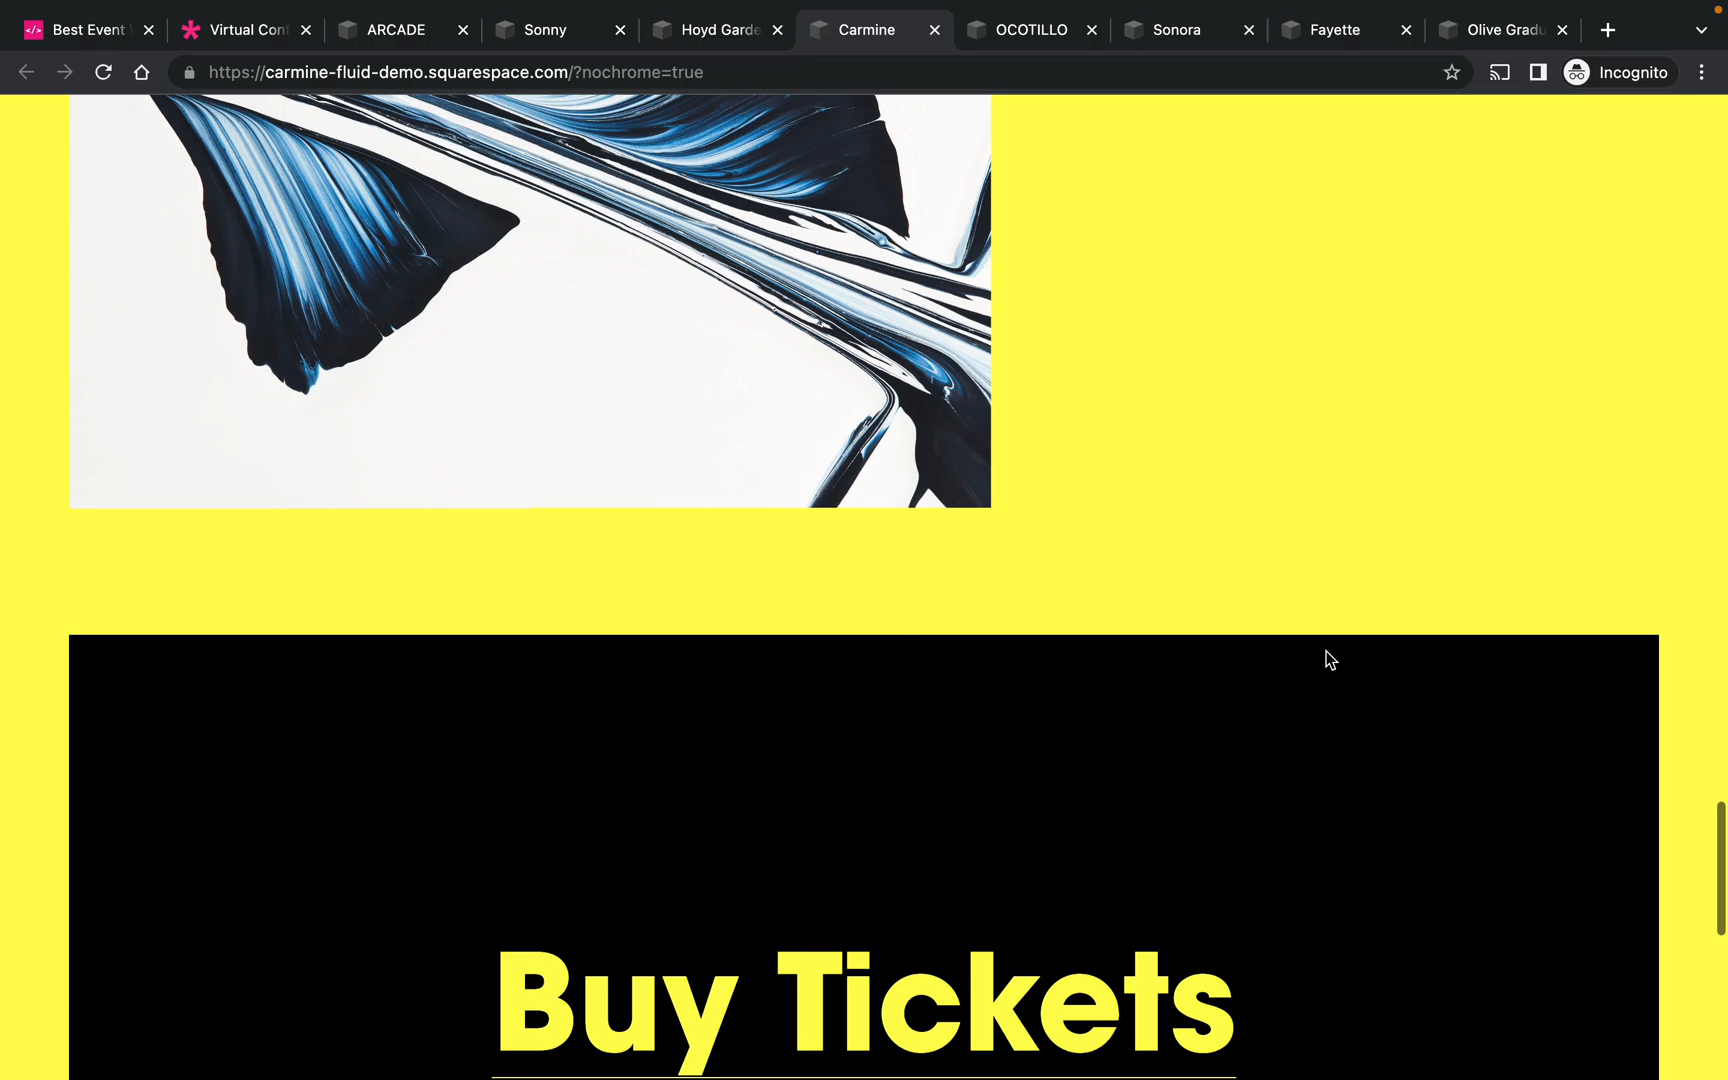 Best Event
Virtual Conf
ARCADE
Sonny
Hoyd Garde
Carmine
OCOTILLO
Sonora
Fayette
Olive Gradu
https://carmine-fluid-demo.squarespace.com/?nochrome=true
Incognito
Buy Tickets